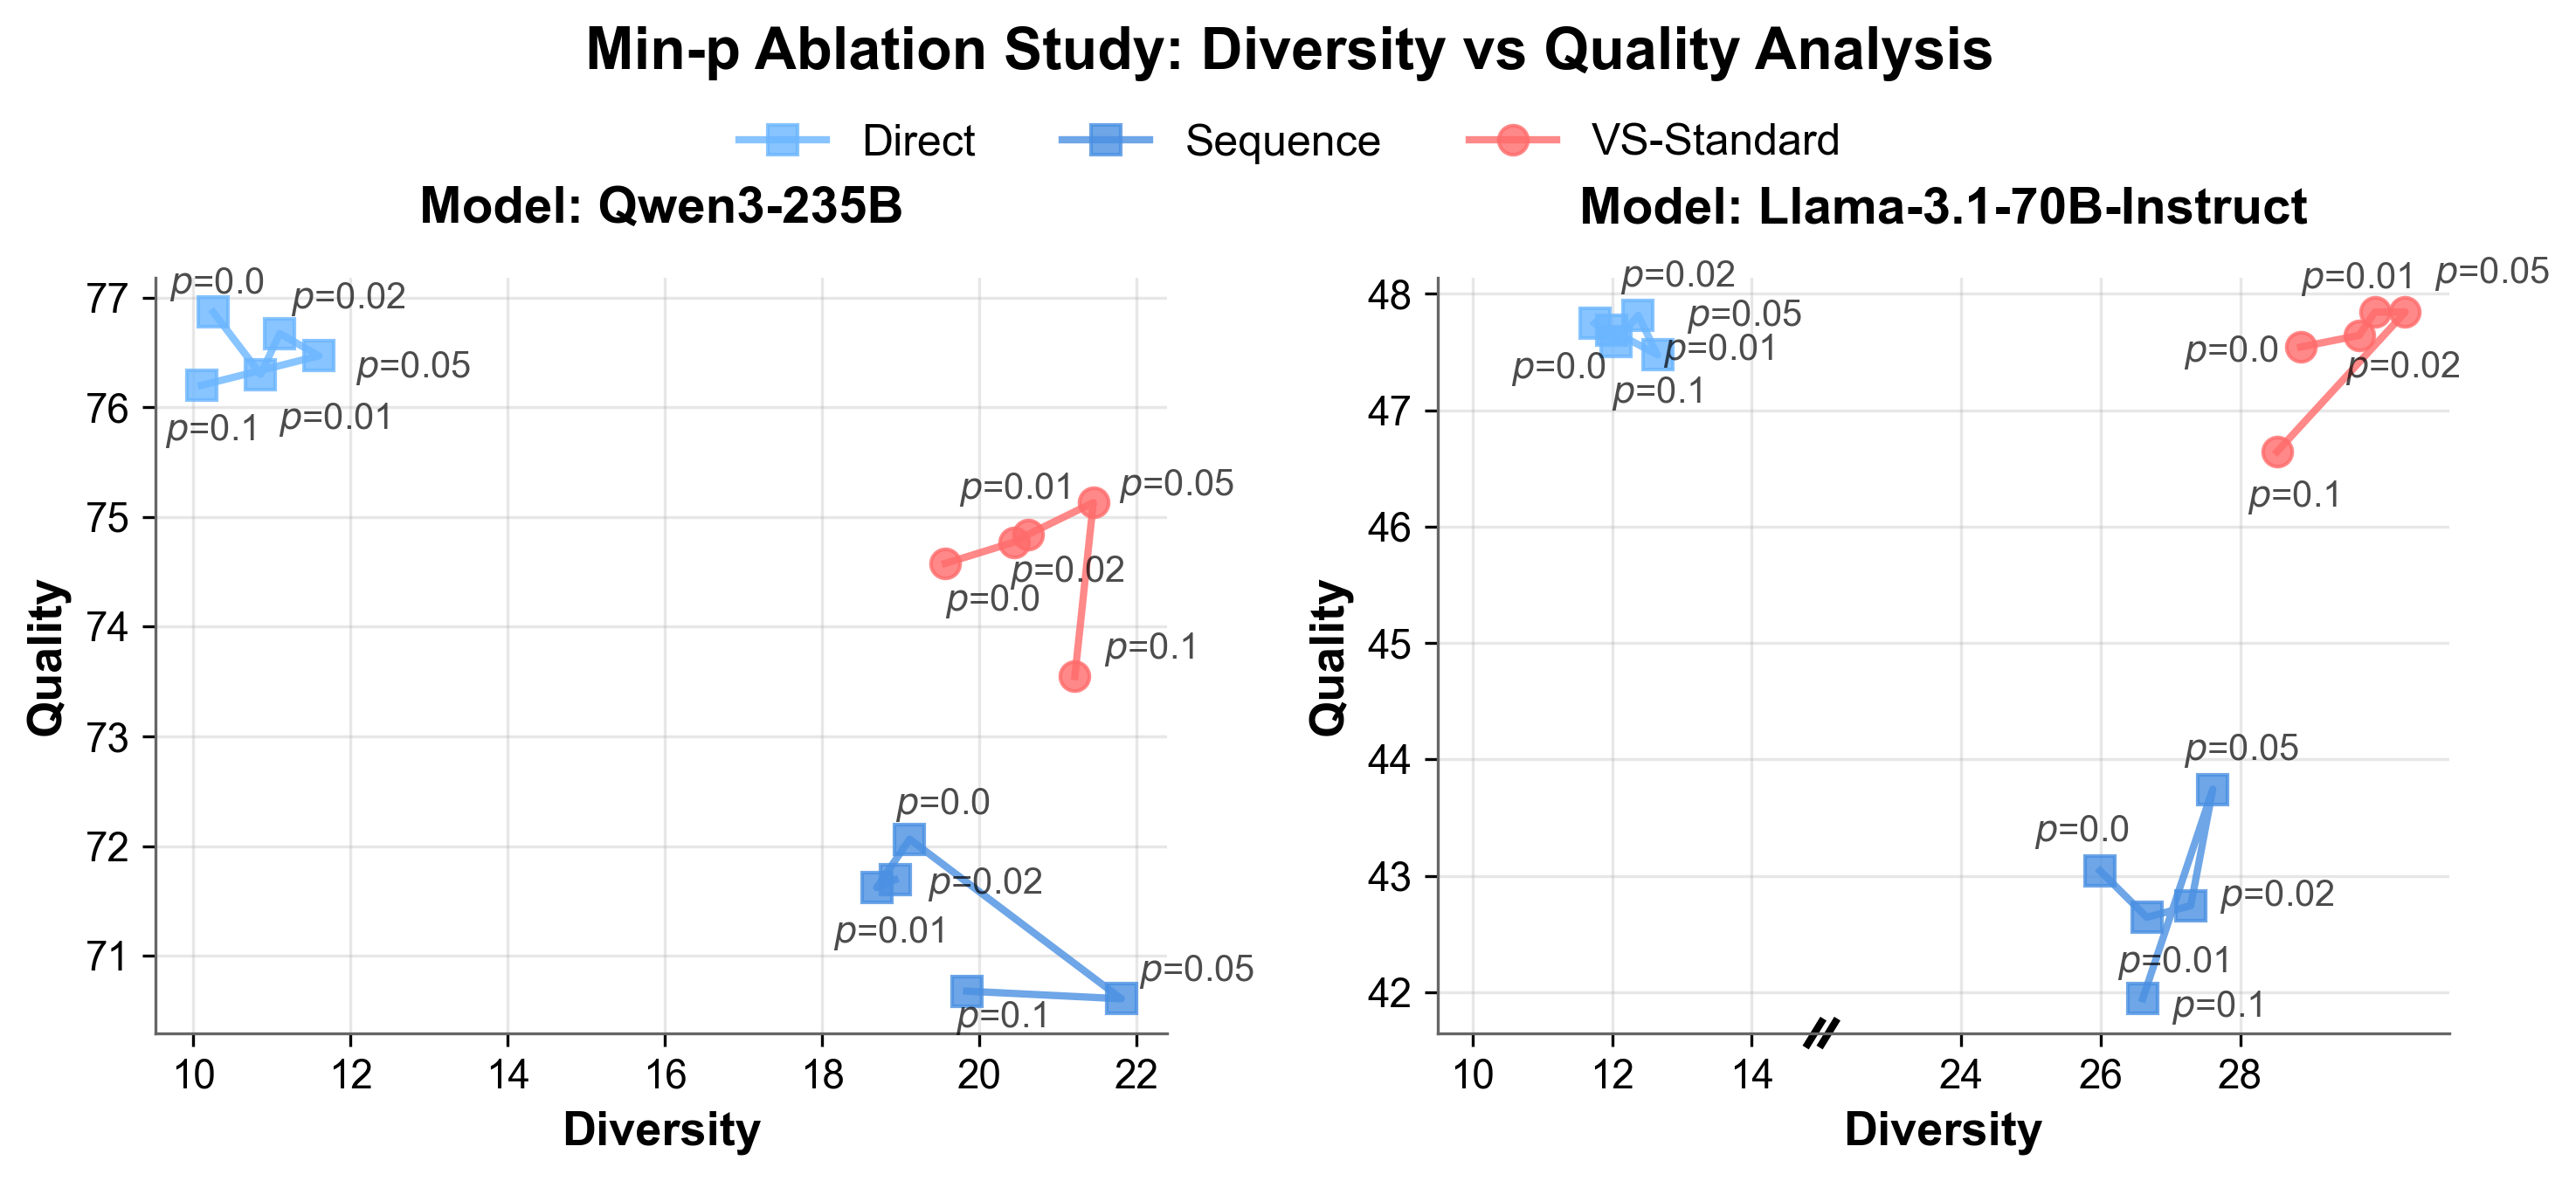 Min-p Ablation Study: Diversity vs Quality Analysis
Direct Sequence VS-Standard
Model: Qwen3-235B
p=0.0
p=0.02
p=0.05
p=0.1
p=0.01
p=0.01
p=0.05
p=0.02
p=0.0
p=0.1
p=0.0
p=0.02
p=0.01
p=0.05
p=0.1
77
76
75
74
73
72
71
Quality
10 12 14 16 18 20 22
Diversity
Model: Llama-3.1-70B-Instruct
p=0.02
p=0.05
p=0.01
p=0.0
p=0.1
p=0.01
p=0.05
p=0.0
p=0.02
p=0.1
p=0.05
p=0.0
p=0.02
p=0.01
p=0.1
48
47
46
45
44
43
42
Quality
10 12 14 24 26 28
Diversity